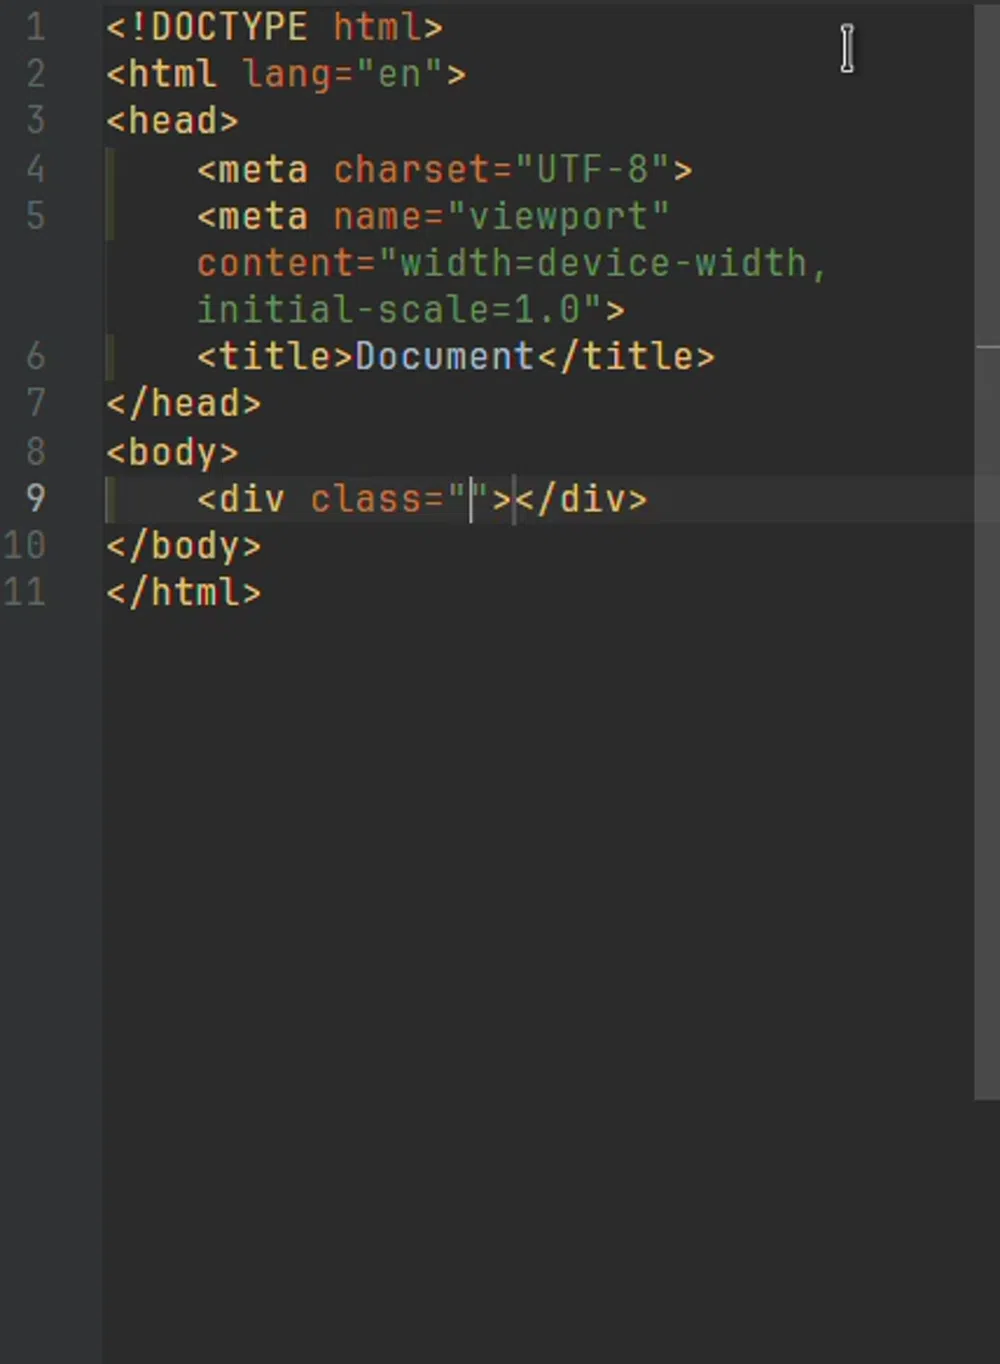 1 <!DOCTYPE html>
2 <html lang="en">
3 <head>
4     <meta charset="UTF-8">
5     <meta name="viewport"
    content="width=device-width,
    initial-scale=1.0">
6     <title>Document</title>
7 </head>
8 <body>
9     <div class=""></div>
10 </body>
11 </html>